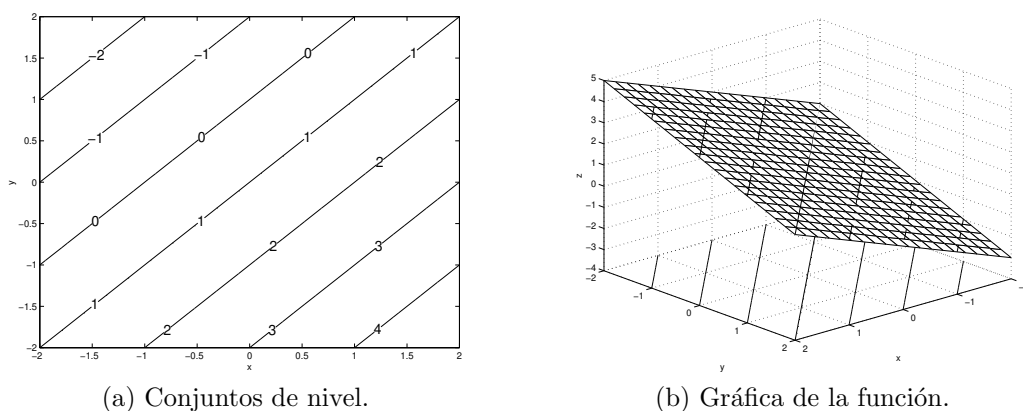 2
1.5
1
0.5
0
−0.5
−1
−1.5
−2
y
−2 −1.5 −1 −0.5 0 0.5 1 1.5 2
x
−2 −1 0 1
−1 0 1 2
0 1 2 3
1 2 3 4
5
4
3
2
1
0
−1
−2
−3
−4
z
−2 −1 0 1 2
y
2 1 0 −1
x
(a) Conjuntos de nivel.
(b) Gráfica de la función.